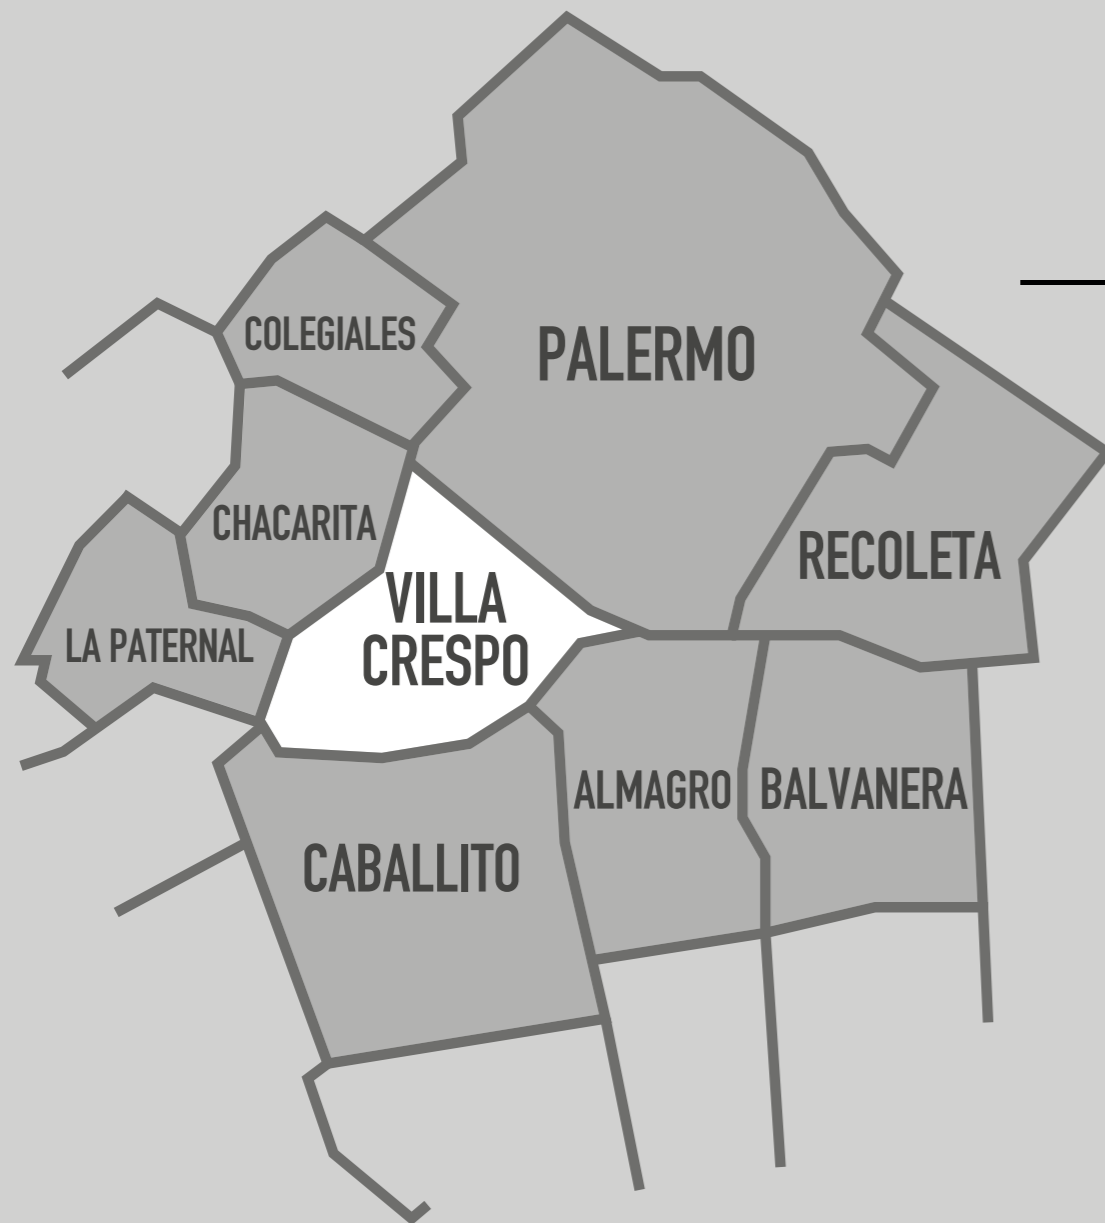 COLEGIALES
PALERMO
CHACARITA
RECOLETA
VILLA
CRESPO
LA PATERNAL
ALMAGRO
BALVANERA
CABALLITO